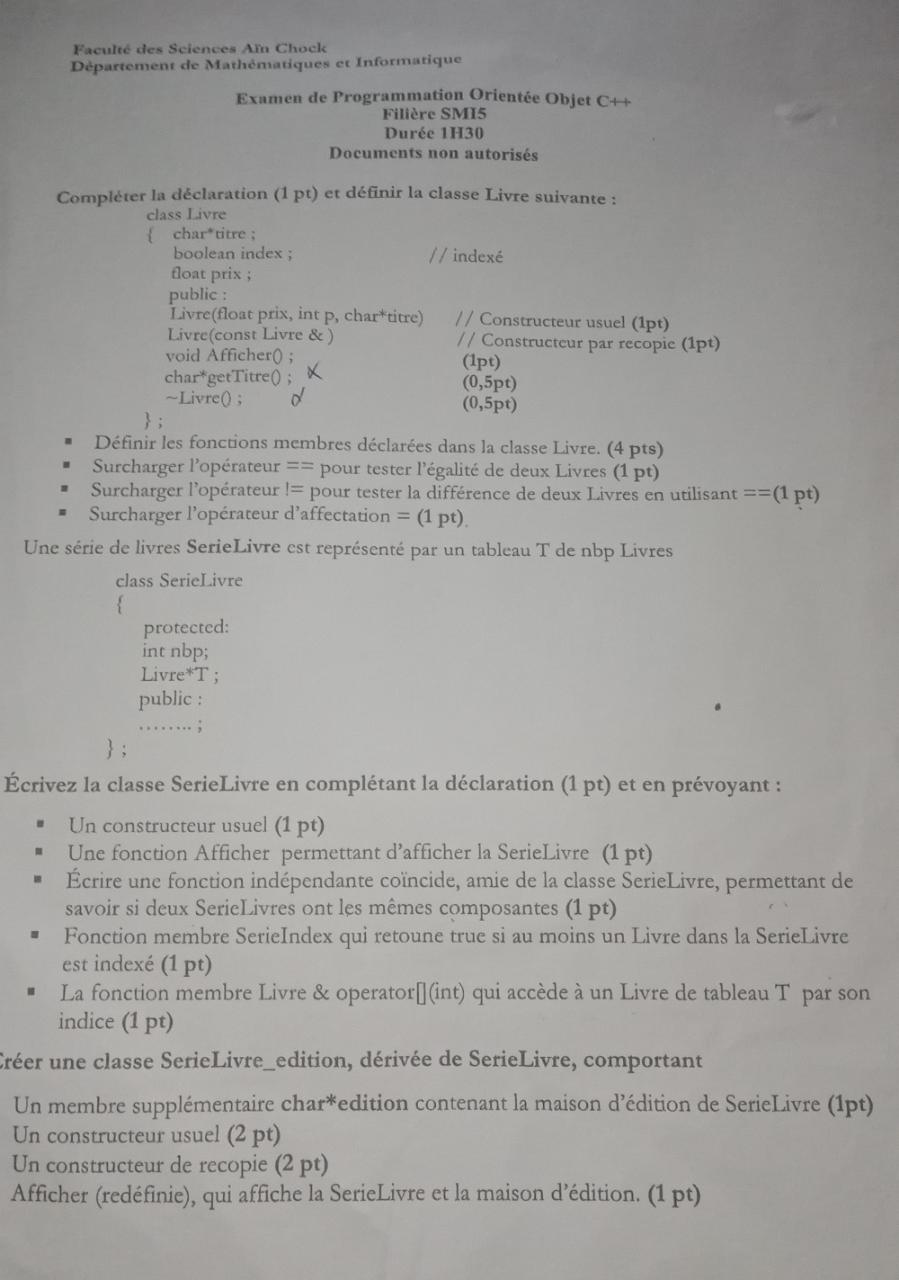 Faculté des Sciences Aïn Chock
Département de Mathématiques et Informatique
Examen de Programmation Orientée Objet C++
Filière SMI5
Durée 1H30
Documents non autorisés
Compléter la déclaration (1 pt) et définir la classe Livre suivante :
class Livre
{ char*titre ;
boolean index ; // indexé
float prix ;
public :
Livre(float prix, int p, char*titre) // Constructeur usuel (1pt)
Livre(const Livre & ) // Constructeur par recopie (1pt)
void Afficher() ; (1pt)
char*getTitre() ; (0,5pt)
~Livre() ; (0,5pt)
} ;
▪ Définir les fonctions membres déclarées dans la classe Livre. (4 pts)
▪ Surcharger l'opérateur == pour tester l'égalité de deux Livres (1 pt)
▪ Surcharger l'opérateur != pour tester la différence de deux Livres en utilisant ==(1 pt)
▪ Surcharger l'opérateur d'affectation = (1 pt).
Une série de livres SerieLivre est représenté par un tableau T de nbp Livres
class SerieLivre
{
protected:
int nbp;
Livre*T ;
public :
........ ;
} ;
Écrivez la classe SerieLivre en complétant la déclaration (1 pt) et en prévoyant :
▪ Un constructeur usuel (1 pt)
▪ Une fonction Afficher permettant d'afficher la SerieLivre (1 pt)
▪ Écrire une fonction indépendante coïncide, amie de la classe SerieLivre, permettant de
savoir si deux SerieLivres ont les mêmes composantes (1 pt)
▪ Fonction membre SerieIndex qui retoune true si au moins un Livre dans la SerieLivre
est indexé (1 pt)
▪ La fonction membre Livre & operator[](int) qui accède à un Livre de tableau T par son
indice (1 pt)
Créer une classe SerieLivre_edition, dérivée de SerieLivre, comportant
Un membre supplémentaire char*edition contenant la maison d'édition de SerieLivre (1pt)
Un constructeur usuel (2 pt)
Un constructeur de recopie (2 pt)
Afficher (redéfinie), qui affiche la SerieLivre et la maison d'édition. (1 pt)